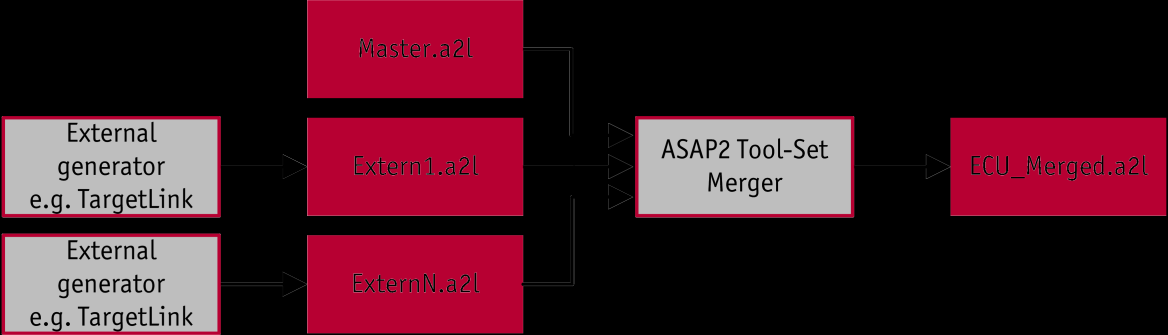 Master.a2l
External
generator
e.g. TargetLink
Extern1.a2l
ASAP2 Tool-Set
Merger
ECU_Merged.a2l
External
generator
e.g. TargetLink
ExternN.a2l